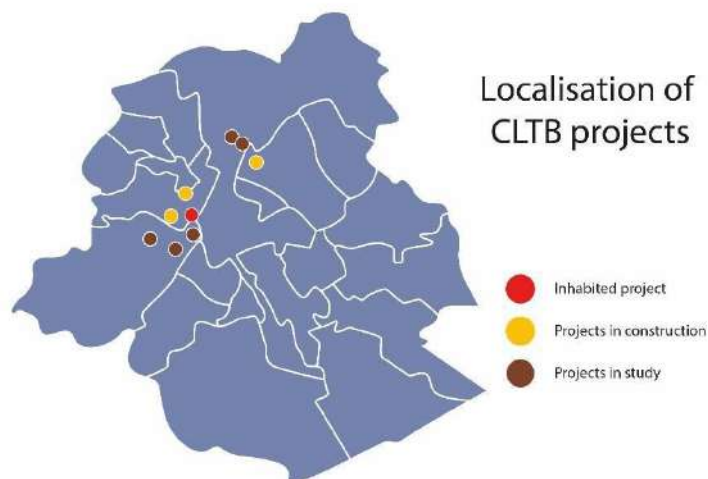 Localisation of
CLTB projects
Inhabited project
Projects in construction
Projects in study